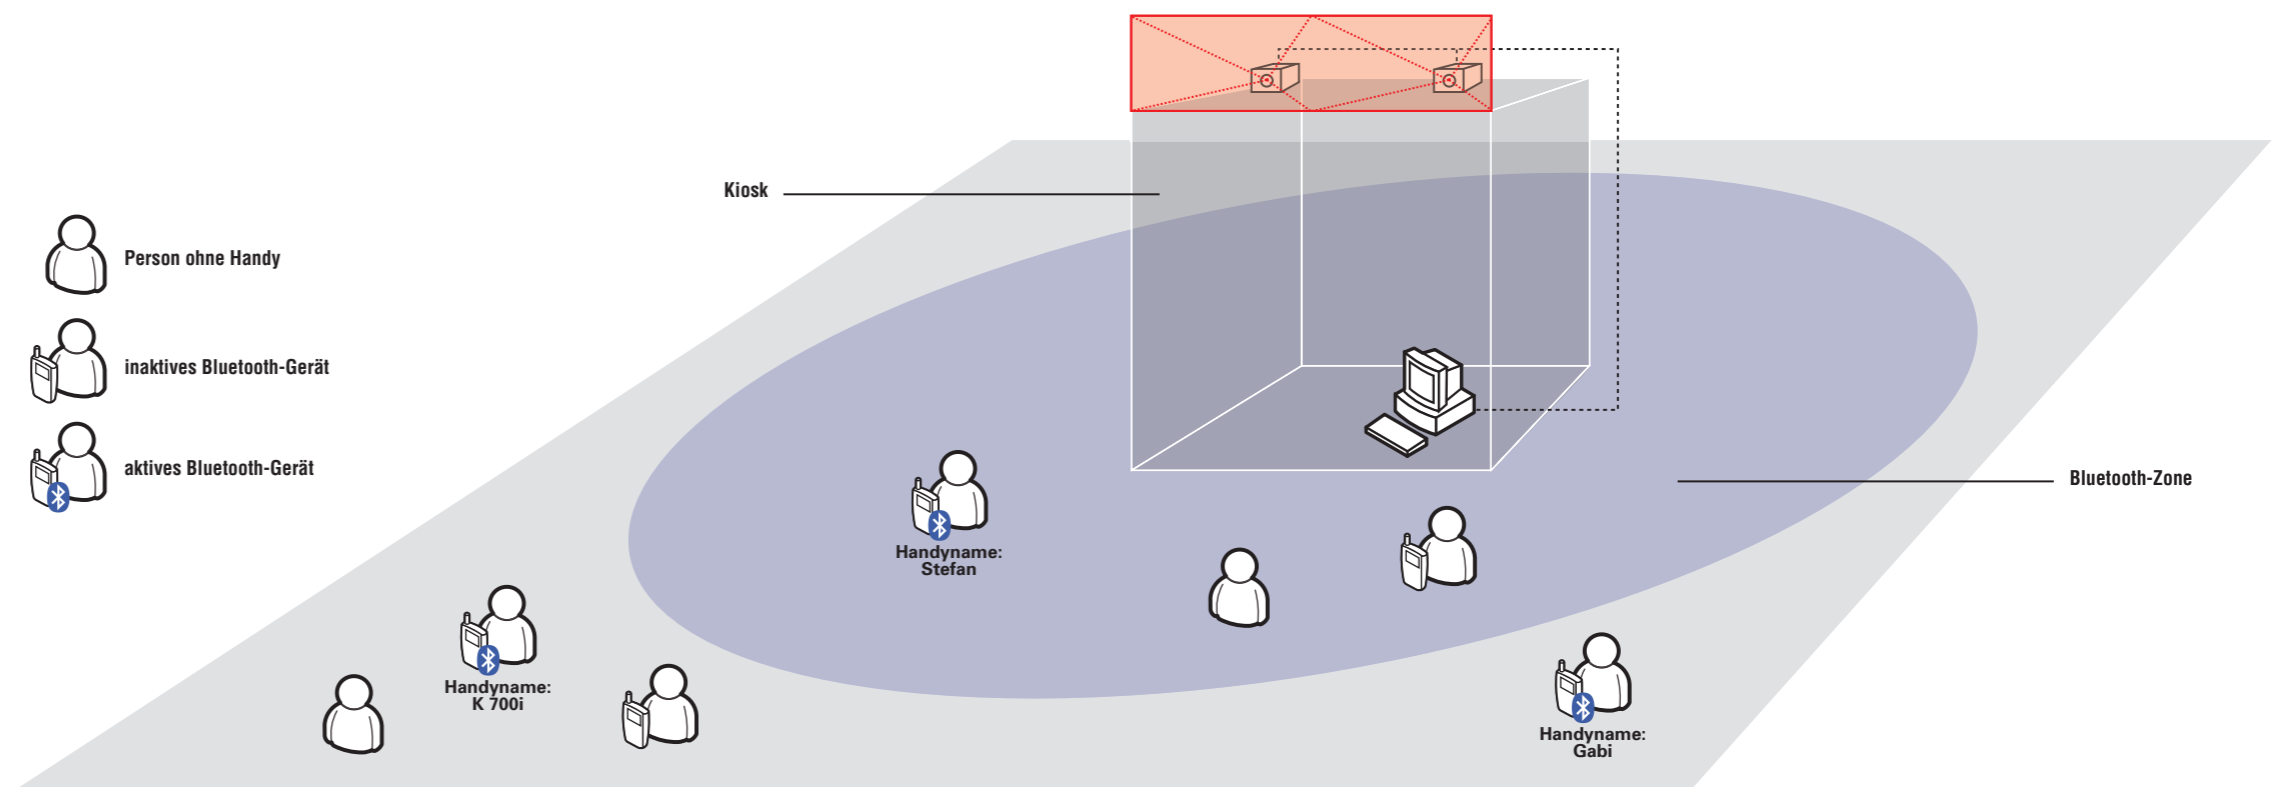 Kiosk
Person ohne Handy
inaktives Bluetooth-Gerät
aktives Bluetooth-Gerät
Bluetooth-Zone
Handyname:
Stefan
Handyname:
K 700i
Handyname:
Gabi